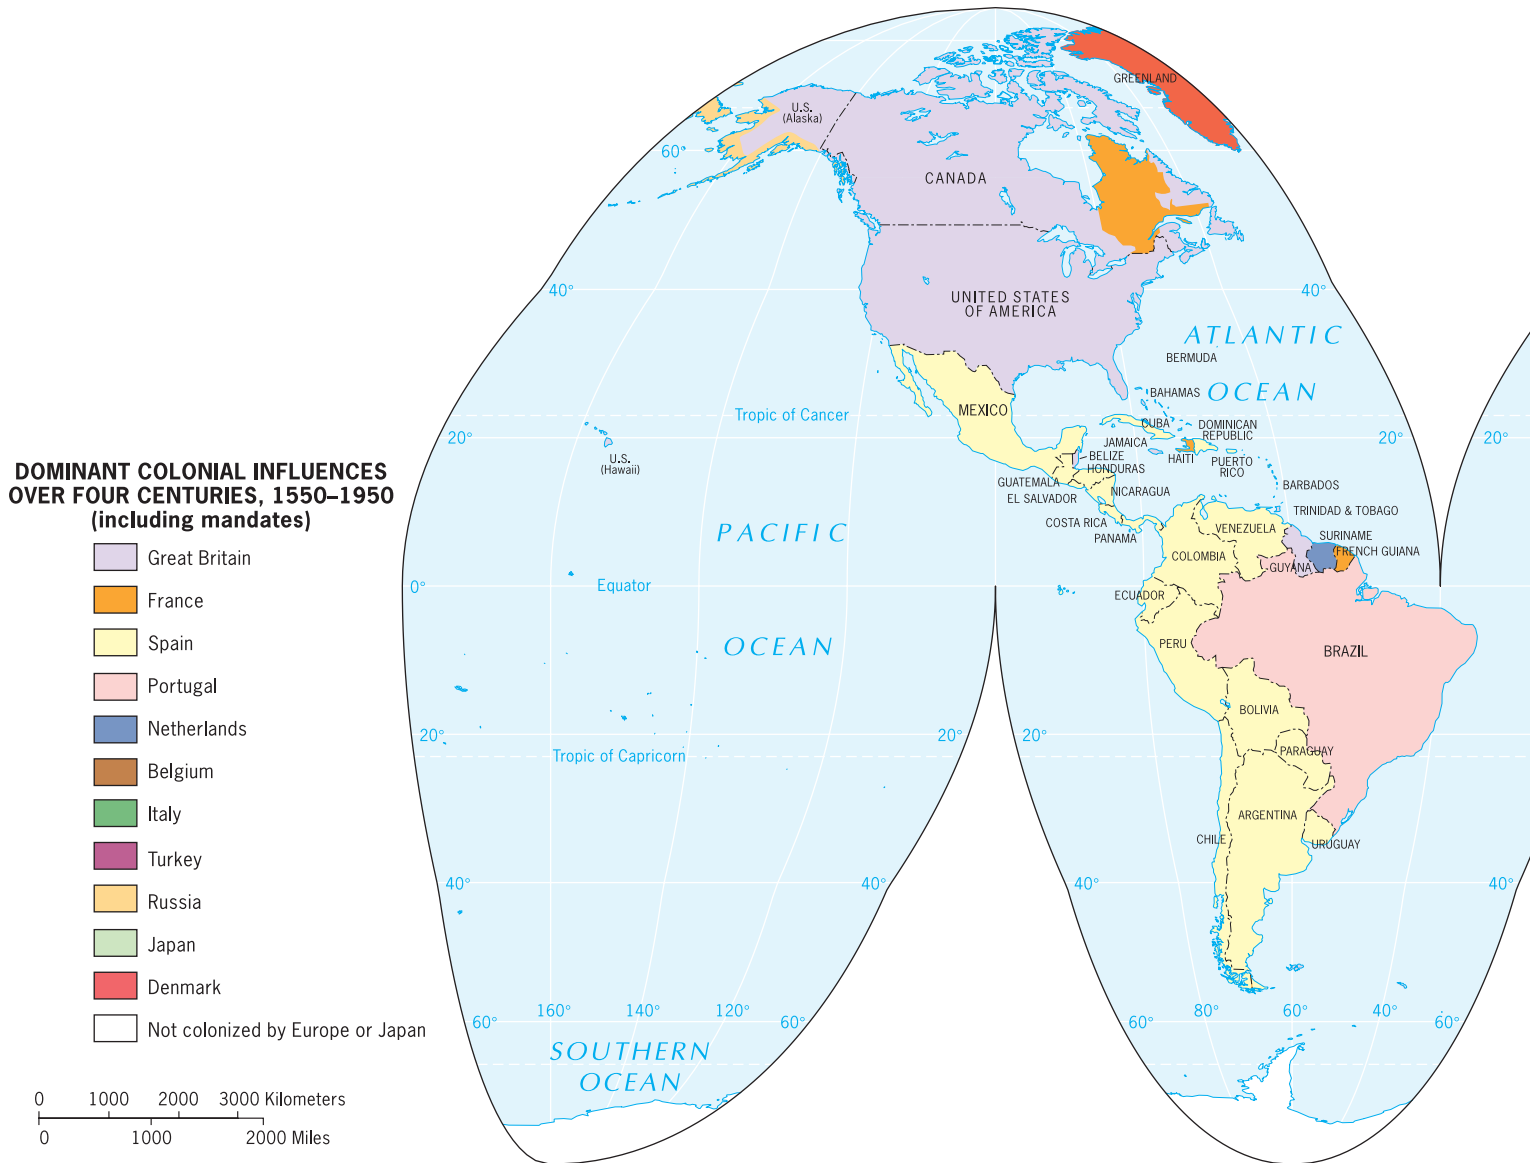 DOMINANT COLONIAL INFLUENCES
OVER FOUR CENTURIES, 1550–1950
(including mandates)
Great Britain
France
Spain
Portugal
Netherlands
Belgium
Italy
Turkey
Russia
Japan
Denmark
Not colonized by Europe or Japan
0 1000 2000 3000 Kilometers
0 1000 2000 Miles
GREENLAND
U.S.
(Alaska)
60°
CANADA
40°
UNITED STATES
OF AMERICA
40°
ATLANTIC
OCEAN
BERMUDA
BAHAMAS
Tropic of Cancer
MEXICO
CUBA
DOMINICAN
REPUBLIC
20°
20°
20°
JAMAICA
HAITI
PUERTO
RICO
U.S.
(Hawaii)
BELIZE
HONDURAS
GUATEMALA
EL SALVADOR
NICARAGUA
BARBADOS
COSTA RICA
PANAMA
TRINIDAD & TOBAGO
PACIFIC
OCEAN
VENEZUELA
SURINAME
COLOMBIA
FRENCH GUIANA
GUYANA
0°
Equator
ECUADOR
PERU
BRAZIL
BOLIVIA
20°
20°
20°
Tropic of Capricorn
PARAGUAY
ARGENTINA
CHILE
URUGUAY
40°
40°
40°
40°
60°
160°
140°
120°
60°
60°
80°
60°
40°
60°
SOUTHERN
OCEAN